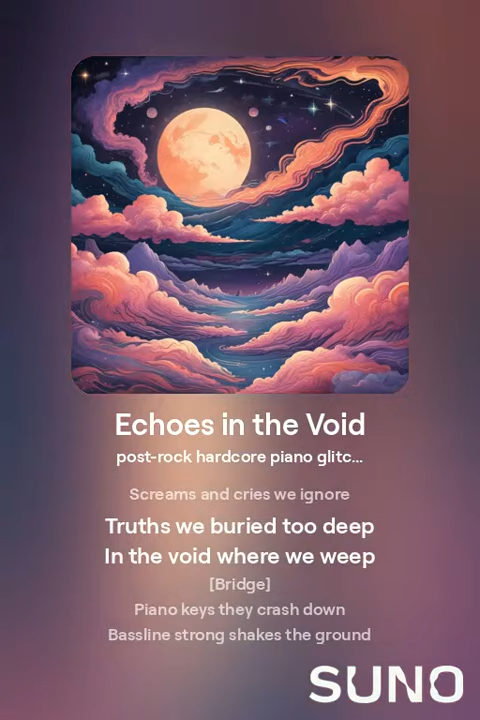 Echoes in the Void
post-rock hardcore piano glitc...
Screams and cries we ignore
Truths we buried too deep
In the void where we weep
[Bridge]
Piano keys they crash down
Bassline strong shakes the ground
SUNO